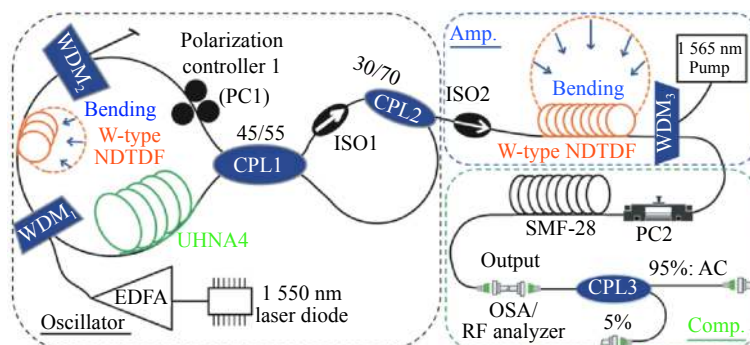 WDM2
Polarization
controller 1
(PC1)
Bending
W-type
NDTDF
45/55
CPL1
ISO1
30/70
CPL2
WDM1
UHNA4
EDFA
1 550 nm
laser diode
Oscillator
Amp.
ISO2
Bending
W-type NDTDF
WDM3
1 565 nm
Pump
SMF-28
PC2
Output
OSA/
RF analyzer
CPL3
95%: AC
5%
Comp.